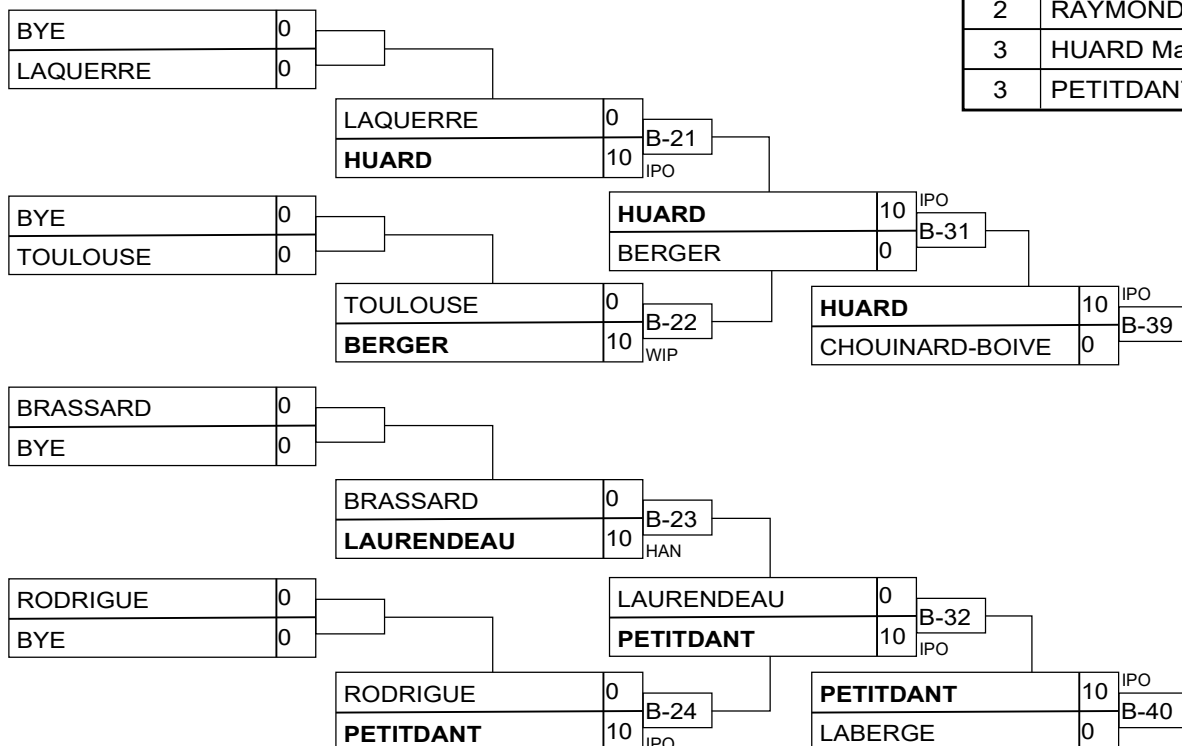 2 RAYMOND
3 HUARD Ma
3 PETITDANT
BYE 0
LAQUERRE 0
LAQUERRE 0
HUARD 10
B-21
IPO
BYE 0
TOULOUSE 0
HUARD 10
BERGER 0
IPO
B-31
TOULOUSE 0
BERGER 10
B-22
WIP
HUARD 10
CHOUINARD-BOIVE 0
IPO
B-39
BRASSARD 0
BYE 0
BRASSARD 0
LAURENDEAU 10
B-23
HAN
RODRIGUE 0
BYE 0
LAURENDEAU 0
PETITDANT 10
B-32
IPO
RODRIGUE 0
PETITDANT 10
B-24
IPO
PETITDANT 10
LABERGE 0
IPO
B-40